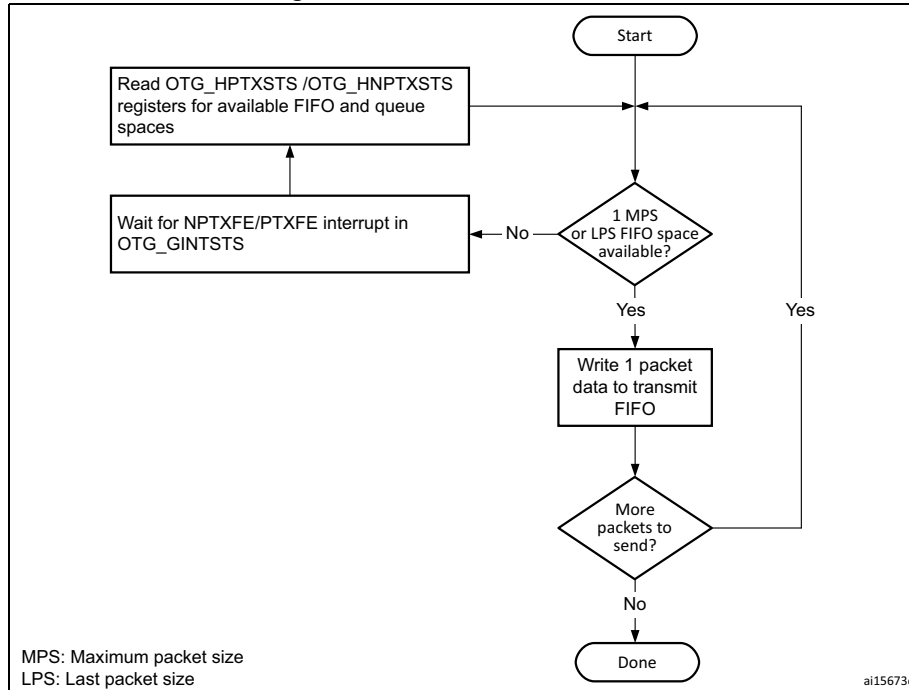 Start
Read OTG_HPTXSTS /OTG_HNPTXSTS
registers for available FIFO and queue
spaces
Wait for NPTXFE/PTXFE interrupt in
OTG_GINTSTS
No
1 MPS
or LPS FIFO space
available?
Yes
Yes
Write 1 packet
data to transmit
FIFO
More
packets to
send?
No
Done
MPS: Maximum packet size
LPS: Last packet size